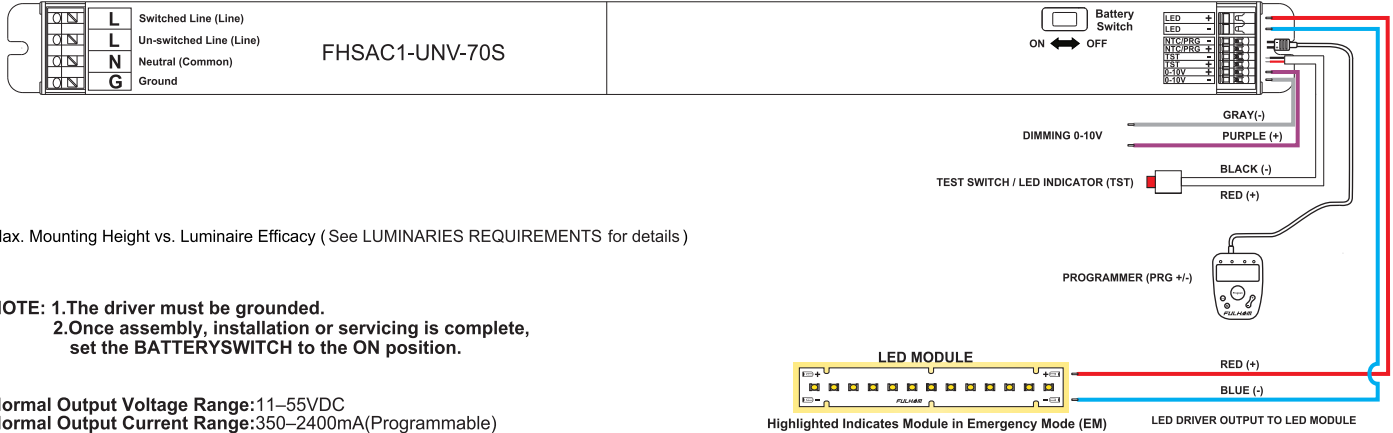 L Switched Line (Line)
L Un-switched Line (Line)
N Neutral (Common)
G Ground
FHSAC1-UNV-70S
Battery
Switch
ON OFF
LED +
LED -
NTC/PRG -
NTC/PRG +
TST -
TST +
0-10V +
0-10V -
GRAY(-)
DIMMING 0-10V
PURPLE (+)
BLACK (-)
TEST SWITCH / LED INDICATOR (TST)
RED (+)
ax. Mounting Height vs. Luminaire Efficacy ( See LUMINARIES REQUIREMENTS for details )
PROGRAMMER (PRG +/-)
FULHAM
OTE: 1.The driver must be grounded.
2.Once assembly, installation or servicing is complete,
set the BATTERYSWITCH to the ON position.
LED MODULE
+ +
- -
FULHAM
RED (+)
BLUE (-)
ormal Output Voltage Range:11–55VDC
ormal Output Current Range:350–2400mA(Programmable)
Highlighted Indicates Module in Emergency Mode (EM)
LED DRIVER OUTPUT TO LED MODULE